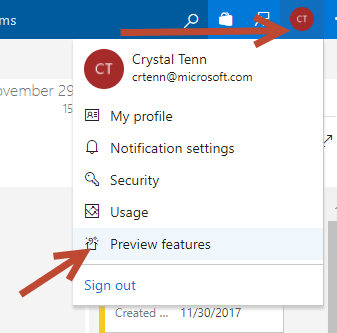 ms
CT
ovember 29
15
CT
Crystal Tenn
crtenn@microsoft.com
My profile
Notification settings
Security
Usage
Preview features
Sign out
Created ... 11/30/2017